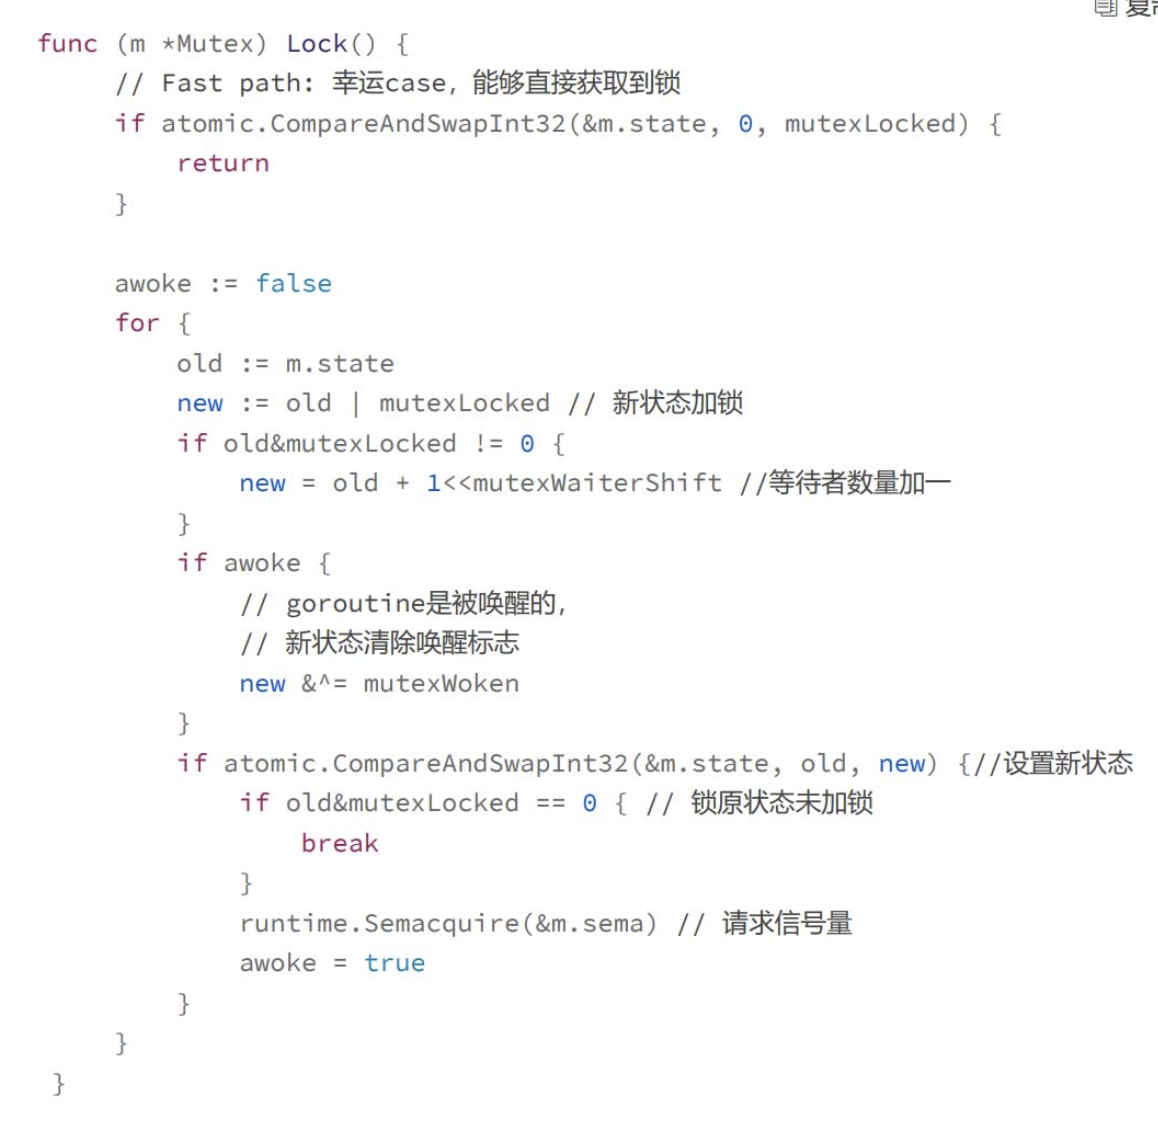 复制
func (m *Mutex) Lock() {
// Fast path: 幸运case，能够直接获取到锁
if atomic.CompareAndSwapInt32(&m.state, 0, mutexLocked) {
return
}
awoke := false
for {
old := m.state
new := old | mutexLocked // 新状态加锁
if old&mutexLocked != 0 {
new = old + 1<<mutexWaiterShift //等待者数量加一
}
if awoke {
// goroutine是被唤醒的，
// 新状态清除唤醒标志
new &^= mutexWoken
}
if atomic.CompareAndSwapInt32(&m.state, old, new) {//设置新状态
if old&mutexLocked == 0 { // 锁原状态未加锁
break
}
runtime.Semacquire(&m.sema) // 请求信号量
awoke = true
}
}
}